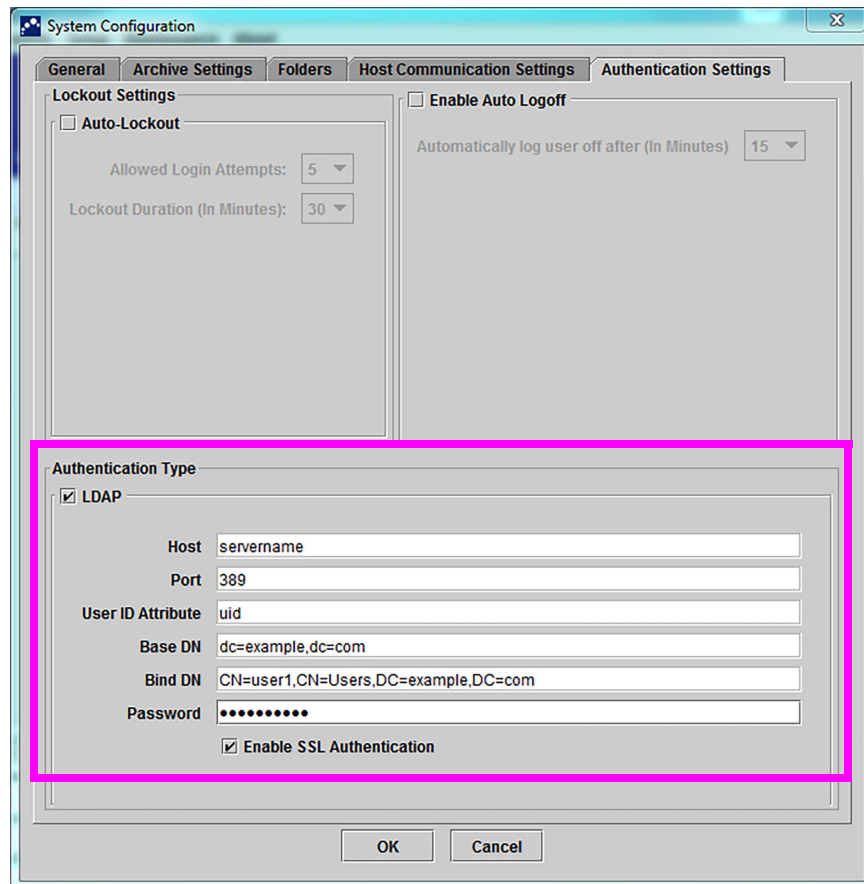 System Configuration
General Archive Settings Folders Host Communication Settings Authentication Settings
Lockout Settings
Auto-Lockout
Allowed Login Attempts: 5
Lockout Duration (In Minutes): 30
Enable Auto Logoff
Automatically log user off after (In Minutes) 15
Authentication Type
LDAP
Host servername
Port 389
User ID Attribute uid
Base DN dc=example,dc=com
Bind DN CN=user1,CN=Users,DC=example,DC=com
Password ••••••••••
Enable SSL Authentication
OK Cancel